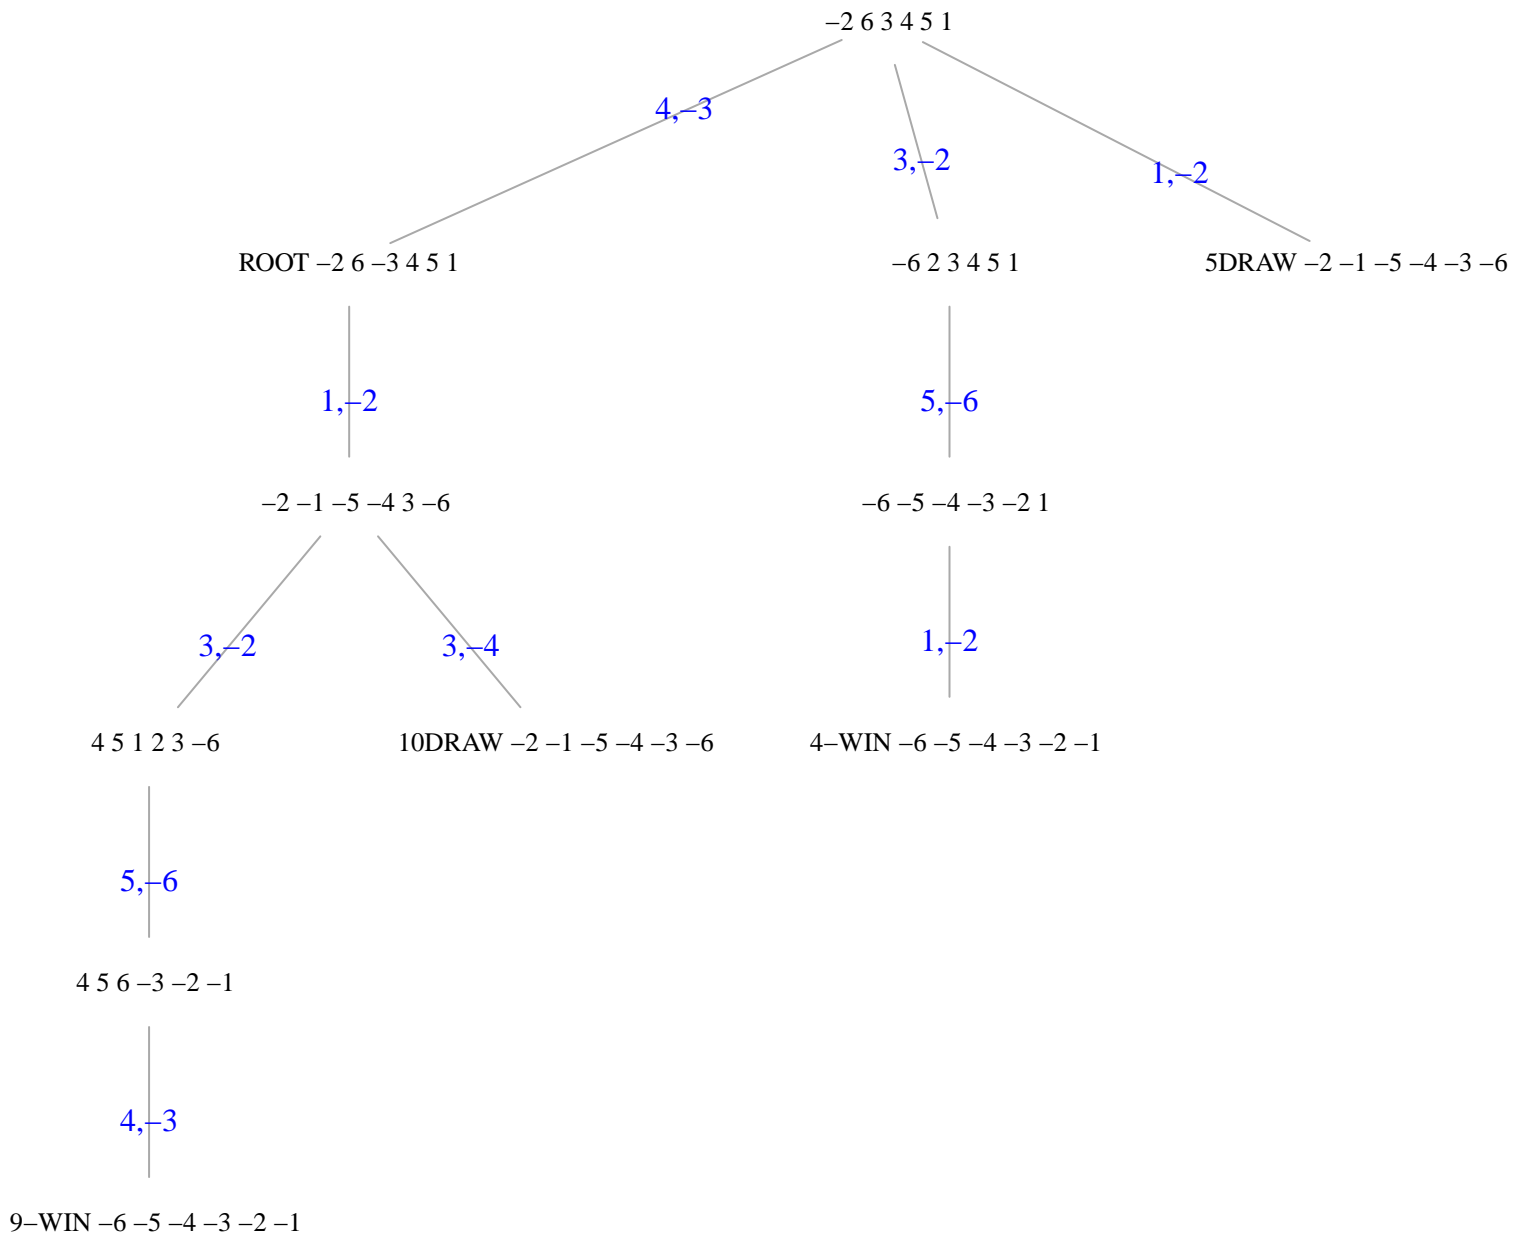 –2 6 3 4 5 1
4,–3
3,–2
1,–2
ROOT –2 6 –3 4 5 1
–6 2 3 4 5 1
5DRAW –2 –1 –5 –4 –3 –6
1,–2
5,–6
–2 –1 –5 –4 3 –6
–6 –5 –4 –3 –2 1
3,–2
3,–4
1,–2
4 5 1 2 3 –6
10DRAW –2 –1 –5 –4 –3 –6
4–WIN –6 –5 –4 –3 –2 –1
5,–6
4 5 6 –3 –2 –1
4,–3
9–WIN –6 –5 –4 –3 –2 –1